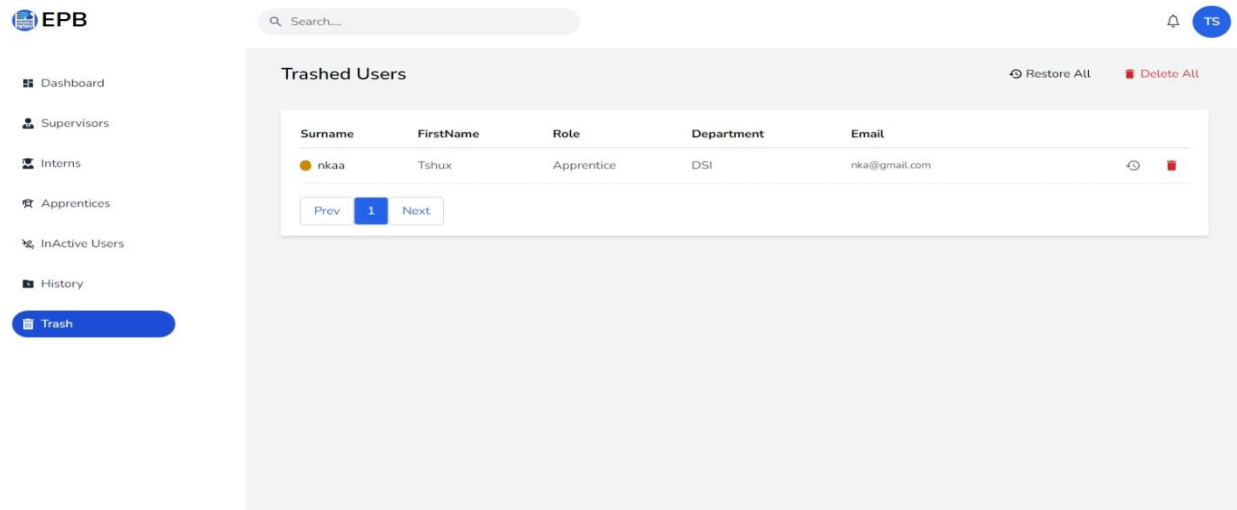 EPB
Search....
TS
Dashboard
Supervisors
Interns
Apprentices
InActive Users
History
Trash
Trashed Users
Restore All
Delete All
Surname FirstName Role Department Email
nkaa Tshux Apprentice DSI nka@gmail.com
Prev 1 Next